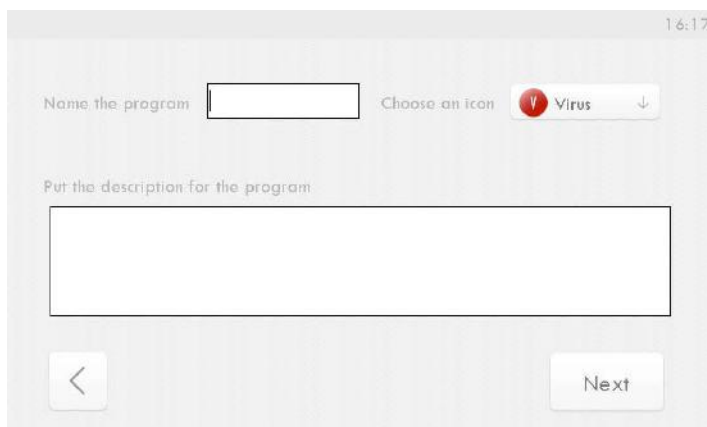 16:17
Name the program
Choose an icon
V
Virus
Put the description for the program
Next